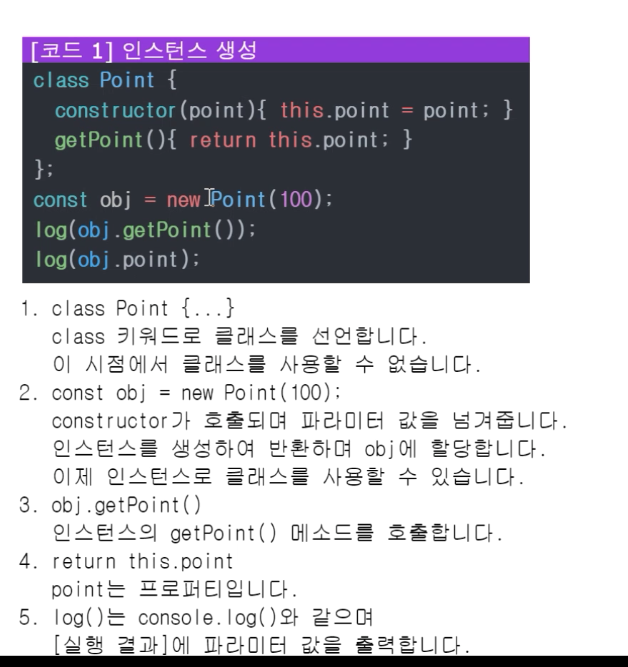 [코드 1] 인스턴스 생성
class Point {
constructor(point){ this.point = point; }
getPoint(){ return this.point; }
};
const obj = new Point(100);
log(obj.getPoint());
log(obj.point);
1. class Point {...}
class 키워드로 클래스를 선언합니다.
이 시점에서 클래스를 사용할 수 없습니다.
2. const obj = new Point(100);
constructor가 호출되며 파라미터 값을 넘겨줍니다.
인스턴스를 생성하여 반환하며 obj에 할당합니다.
이제 인스턴스로 클래스를 사용할 수 있습니다.
3. obj.getPoint()
인스턴스의 getPoint() 메소드를 호출합니다.
4. return this.point
point는 프로퍼티입니다.
5. log()는 console.log()와 같으며
[실행 결과]에 파라미터 값을 출력합니다.